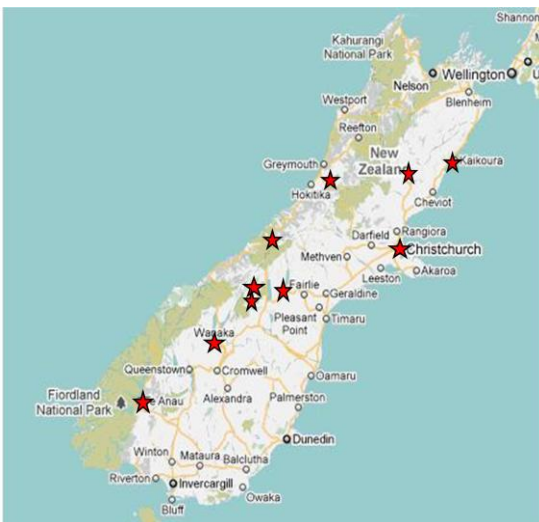 Shannon
Kahurangi
National Park
Nelson
Wellington
Blenheim
Westport
Reefton
Greymouth
New
Zealand
Kaikoura
Hokitika
Cheviot
Darfield
Rangiora
Christchurch
Methven
Leeston
Akaroa
Fairlie
Geraldine
Pleasant
Point
Timaru
Wanaka
Queenstown
Cromwell
Oamaru
Alexandra
Fiordland
National Park
Te Anau
Palmerston
Dunedin
Winton
Mataura
Balclutha
Riverton
Invercargill
Owaka
Bluff